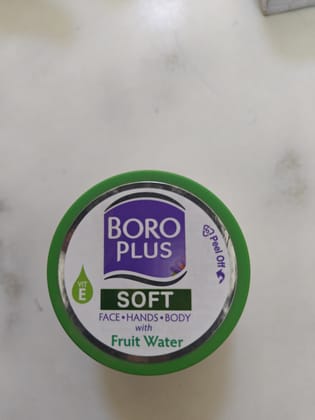 BORO
PLUS
VIT
E
Peel Off
SOFT
FACE•HANDS•BODY
with
Fruit Water